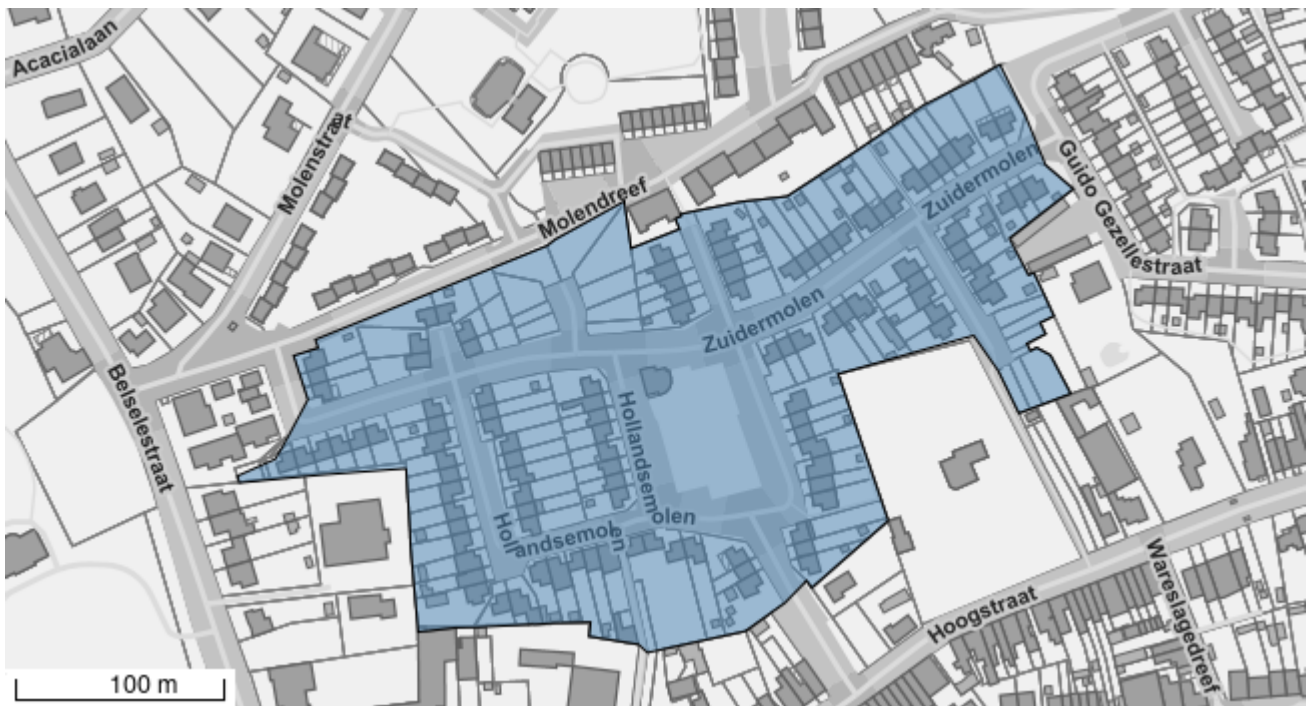 Acacialaan
Molenstraat
Molendreef
Guido Gezellestraat
Zuidermolen
Zuidermolen
Belselestraat
Hollandsemolen
Hollandsemolen
Hoogstraat
Wareslagedreef
100 m